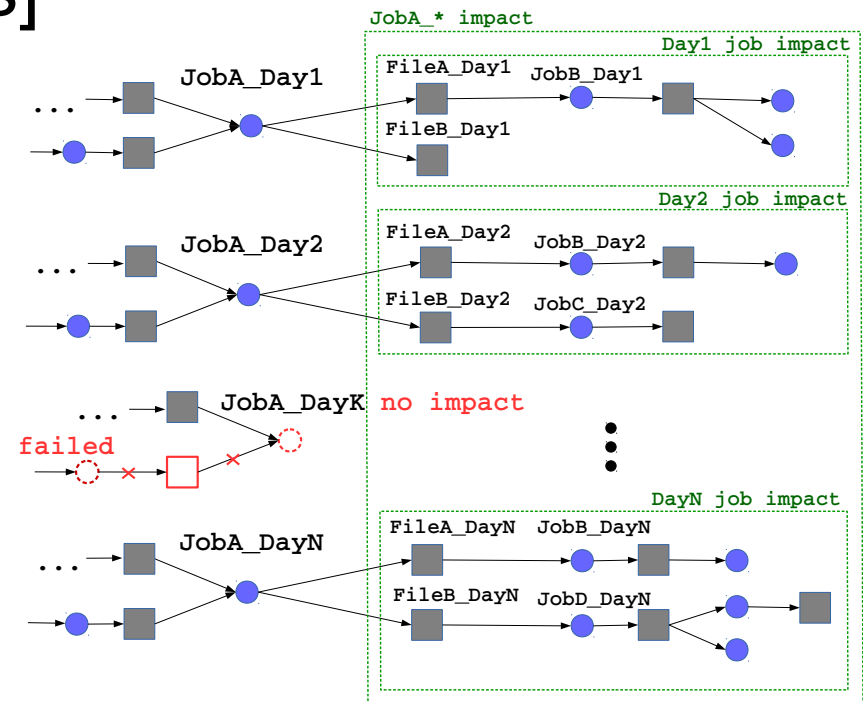 JobA_* impact
Day1 job impact
JobA_Day1
FileA_Day1
JobB_Day1
...
FileB_Day1
Day2 job impact
JobA_Day2
FileA_Day2
JobB_Day2
...
FileB_Day2
JobC_Day2
JobA_DayK no impact
...
failed
DayN job impact
JobA_DayN
FileA_DayN
JobB_DayN
...
FileB_DayN
JobD_DayN